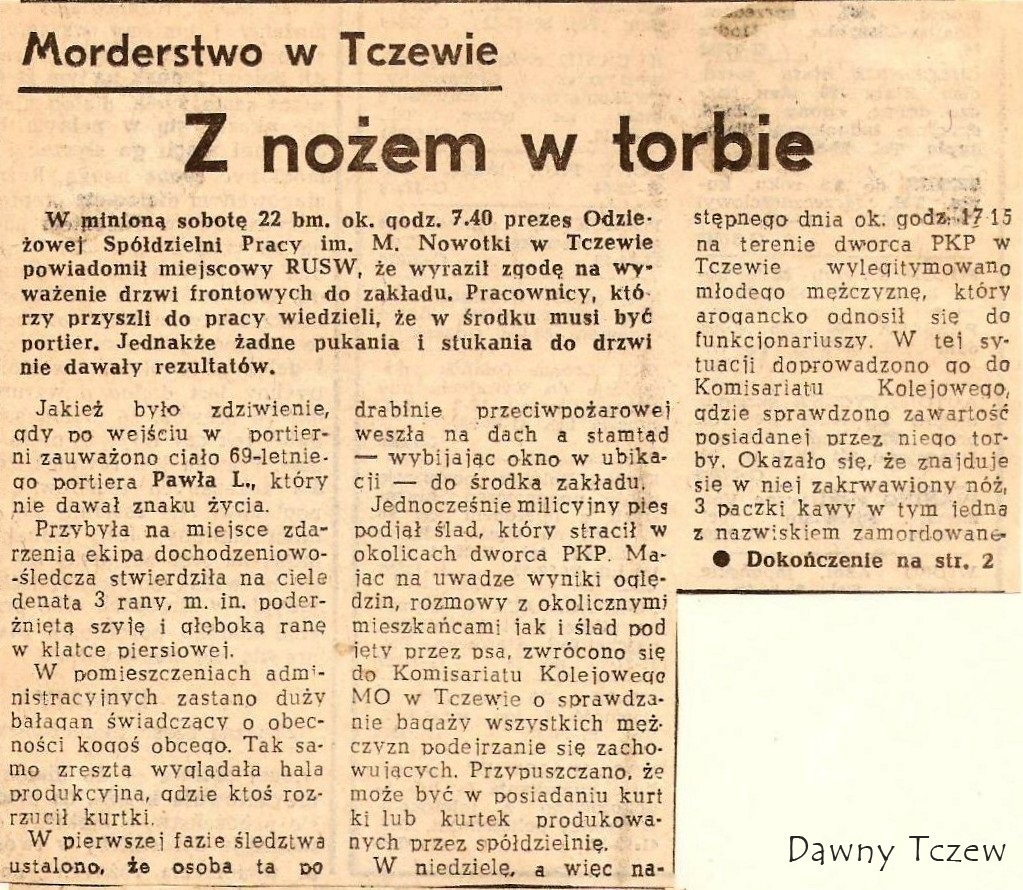 Morderstwo w Tczewie
Z nożem w torbie
W minioną sobotę 22 bm. ok. godz. 7.40 prezes Odzie-
żowej Spółdzielni Pracy im. M. Nowotki w Tczewie
powiadomił miejscowy RUSW, że wyraził zgodę na wy-
ważenie drzwi frontowych do zakładu. Pracownicy, któ-
rzy przyszli do pracy wiedzieli, że w środku musi być
portier. Jednakże żadne pukania i stukania do drzwi
nie dawały rezultatów.
Jakież było zdziwienie,
gdy po wejściu w portier-
ni zauważono ciało 69-letnie-
go portiera Pawła L., który
nie dawał znaku życia.
Przybyła na miejsce zda-
rzenia ekipa dochodzeniowo-
-śledcza stwierdziła na ciele
denata 3 rany, m. in. poder-
żniętą szyję i głęboką ranę
w klatce piersiowej.
W pomieszczeniach admi-
nistracyjnych zastano duży
bałagan świadczący o obec-
ności kogoś obcego. Tak sa-
mo zresztą wyglądała hala
produkcyjna, gdzie ktoś roz-
rzucił kurtki.
W pierwszej fazie śledztwa
ustalono, że osoba ta po
drabinie przeciwpożarowej
weszła na dach a stamtąd
— wybijając okno w ubika-
cji — do środka zakładu.
Jednocześnie milicyjny pies
podjął ślad, który stracił w
okolicach dworca PKP. Ma-
jąc na uwadze wyniki oglę-
dzin, rozmowy z okolicznymi
mieszkańcami jak i ślad pod
jęty przez psa, zwrócono się
do Komisariatu Kolejowego
MO w Tczewie o sprawdza-
nie bagaży wszystkich męż-
czyzn podejrzanie się zacho-
wujących. Przypuszczano, że
może być w posiadaniu kurt
ki lub kurtek produkowa-
nych przez spółdzielnię.
W niedzielę, a więc na-
stępnego dnia ok. godz. 17 15
na terenie dworca PKP w
Tczewie wylegitymowano
młodego mężczyznę, który
arogancko odnosił się do
funkcjonariuszy. W tej sy-
tuacji doprowadzono go do
Komisariatu Kolejowego,
gdzie sprawdzono zawartość
posiadanej przez niego tor-
by. Okazało się, że znajduje
się w niej zakrwawiony nóż,
3 paczki kawy w tym jedna
z nazwiskiem zamordowane-
● Dokończenie na str. 2
Dawny Tczew